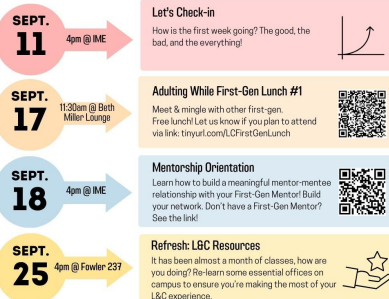 SEPT.
11
4pm @ IME
Let's Check-in
How is the first week going? The good, the
bad, and the everything!
SEPT.
17
11:30am @ Beth
Miller Lounge
Adulting While First-Gen Lunch #1
Meet & mingle with other first-gen.
Free lunch! Let us know if you plan to attend
via link: tinyurl.com/LCFirstGenLunch
SEPT.
18
4pm @ IME
Mentorship Orientation
Learn how to build a meaningful mentor-mentee
relationship with your First-Gen Mentor! Build
your network. Don't have a First-Gen Mentor?
See the link!
SEPT.
25
4pm @ Fowler 237
Refresh: L&C Resources
It has been almost a month of classes, how are
you doing? Re-learn some essential offices on
campus to ensure you're making the most of your
L&C experience.